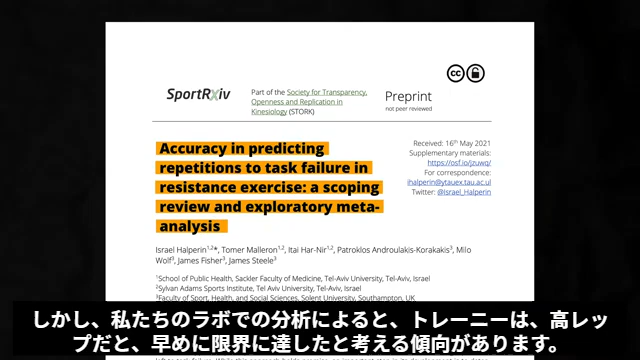 SportRχiv
Part of the Society for Transparency,
Openness and Replication in
Kinesiology (STORK)
Preprint
not peer reviewed
Accuracy in predicting
repetitions to task failure in
resistance exercise: a scoping
review and exploratory meta-
analysis
Received: 16th May 2021
Supplementary materials:
https://osf.io/jzuwq/
For correspondence:
ihalperin@tauex.tau.ac.ul
Twitter: @Israel_Halperin
Israel Halperin1,2*, Tomer Malleron1,2, Itai Har-Nir1,2, Patroklos Androulakis-Korakakis3, Milo
Wolf3, James Fisher3, James Steele3
1School of Public Health, Sackler Faculty of Medicine, Tel-Aviv University, Tel-Aviv, Israel
2Sylvan Adams Sports Institute, Tel Aviv University, Tel-Aviv, Israel
3Faculty of Sport, Health, and Social Sciences, Solent University, Southampton, UK
しかし、私たちのラボでの分析によると、トレーニーは、高レッ
プだと、早めに限界に達したと考える傾向があります。